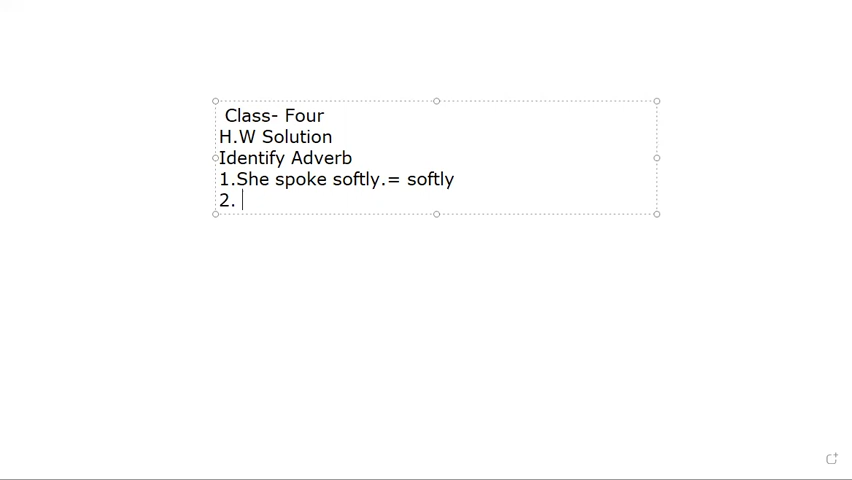 Class- Four
H.W Solution
Identify Adverb
1.She spoke softly.= softly
2.